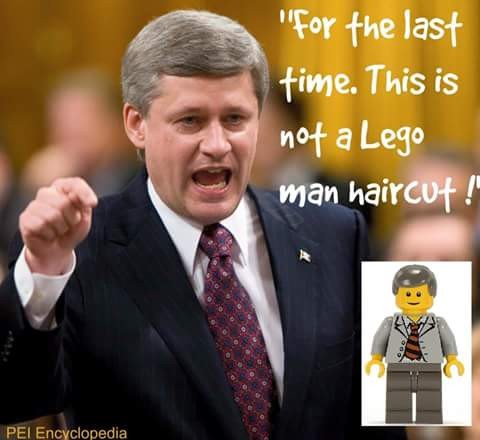 "For the last
time. This is
not a Lego
man haircut !"
PEI Encyclopedia